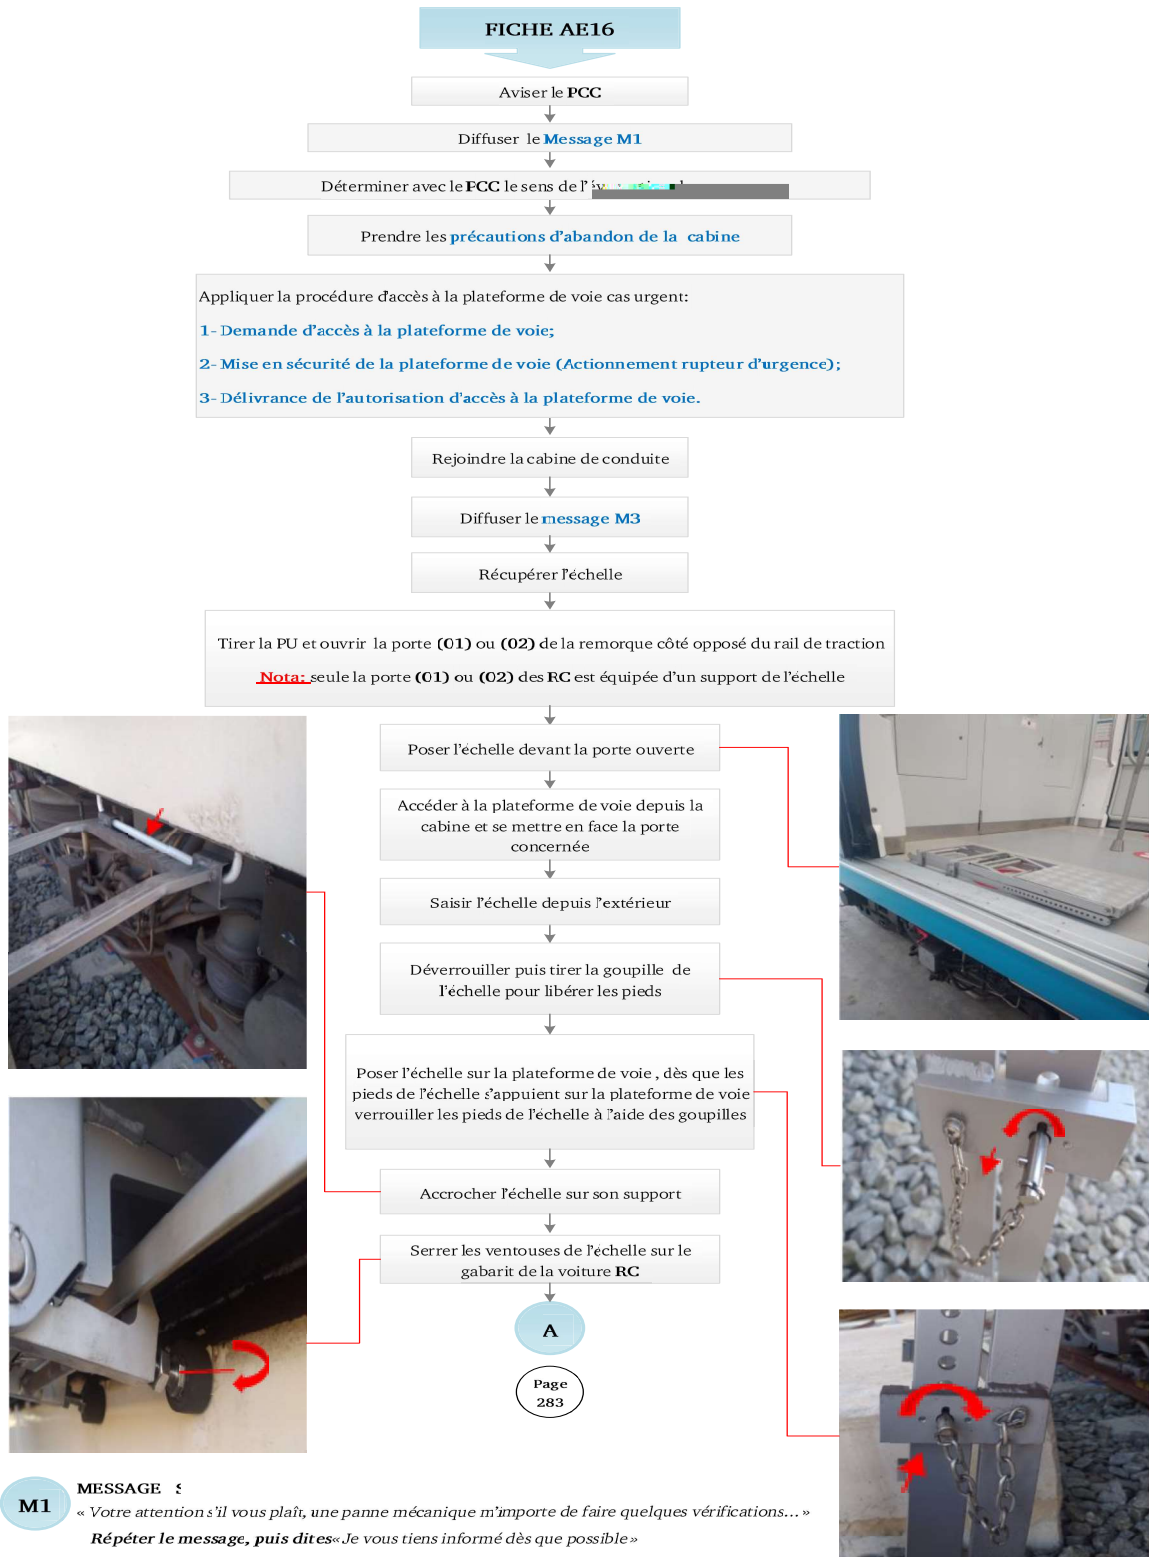 FICHE AE16
Aviser le PCC
Diffuser le Message M1
Déterminer avec le PCC le sens de
Prendre les précautions d'abandon de la cabine
Appliquer la procédure d'accès à la plateforme de voie cas urgent:
1- Demande d'accès à la plateforme de voie;
2- Mise en sécurité de la plateforme de voie (Actionnement rupteur d'urgence);
3- Délivrance de l'autorisation d'accès à la plateforme de voie.
Rejoindre la cabine de conduite
Diffuser le message M3
Récupérer l'échelle
Tirer la PU et ouvrir la porte (01) ou (02) de la remorque côté opposé du rail de traction
Nota: seule la porte (01) ou (02) des RC est équipée d'un support de l'échelle
Poser l'échelle devant la porte ouverte
Accéder à la plateforme de voie depuis la
cabine et se mettre en face la porte
concernée
Saisir l'échelle depuis l'extérieur
Déverrouiller puis tirer la goupille de
l'échelle pour libérer les pieds
Poser l'échelle sur la plateforme de voie , dès que les
pieds de l'échelle s'appuient sur la plateforme de voie
verrouiller les pieds de l'échelle à l'aide des goupilles
Accrocher l'échelle sur son support
Serrer les ventouses de l'échelle sur le
gabarit de la voiture RC
A
Page
283
M1
MESSAGE
« Votre attention s'il vous plaît, une panne mécanique m'importe de faire quelques vérifications... »
Répéter le message, puis dites «Je vous tiens informé dès que possible »